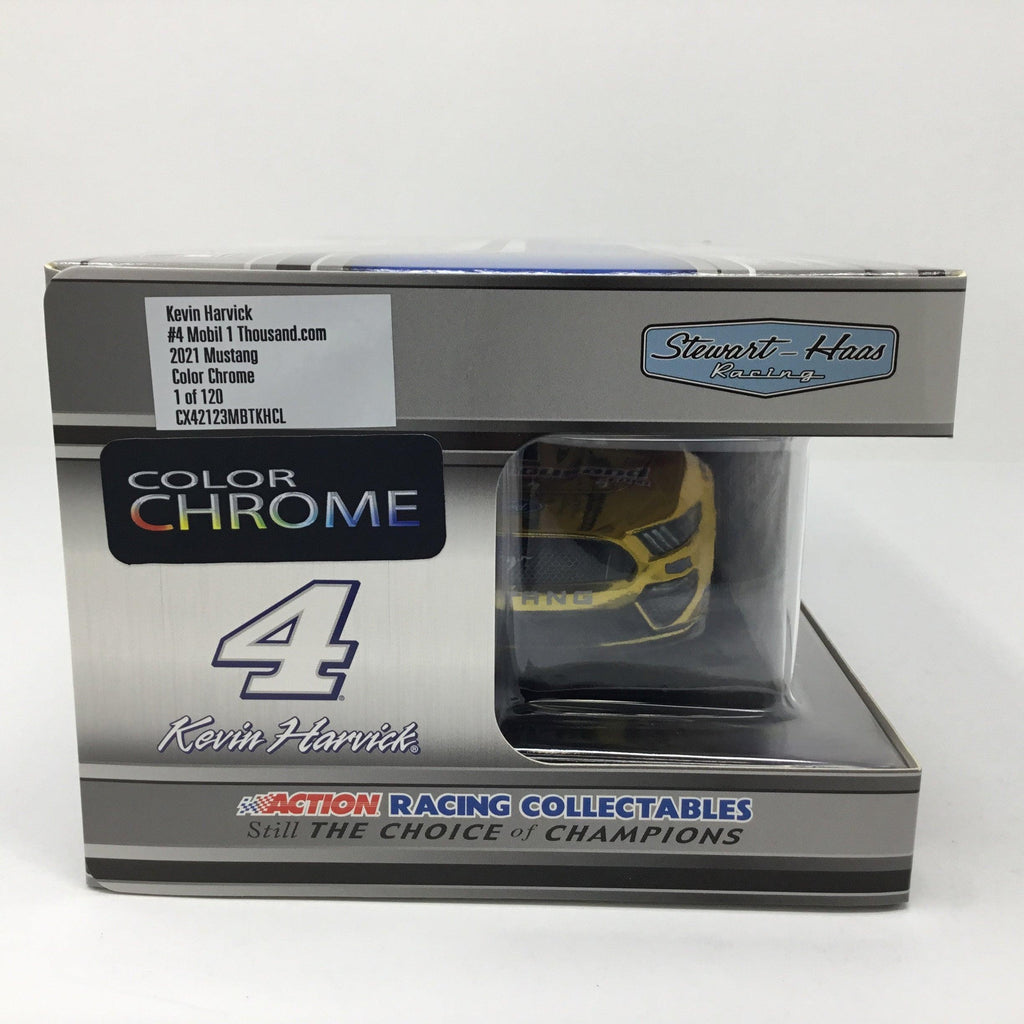 Kevin Harvick
#4 Mobil 1 Thousand.com
2021 Mustang
Color Chrome
1 of 120
CX42123MBTKHCL
Stewart-Haas
Racing
COLOR
CHROME
4
Kevin Harvick®
ACTION RACING COLLECTABLES
Still THE CHOICE of CHAMPIONS